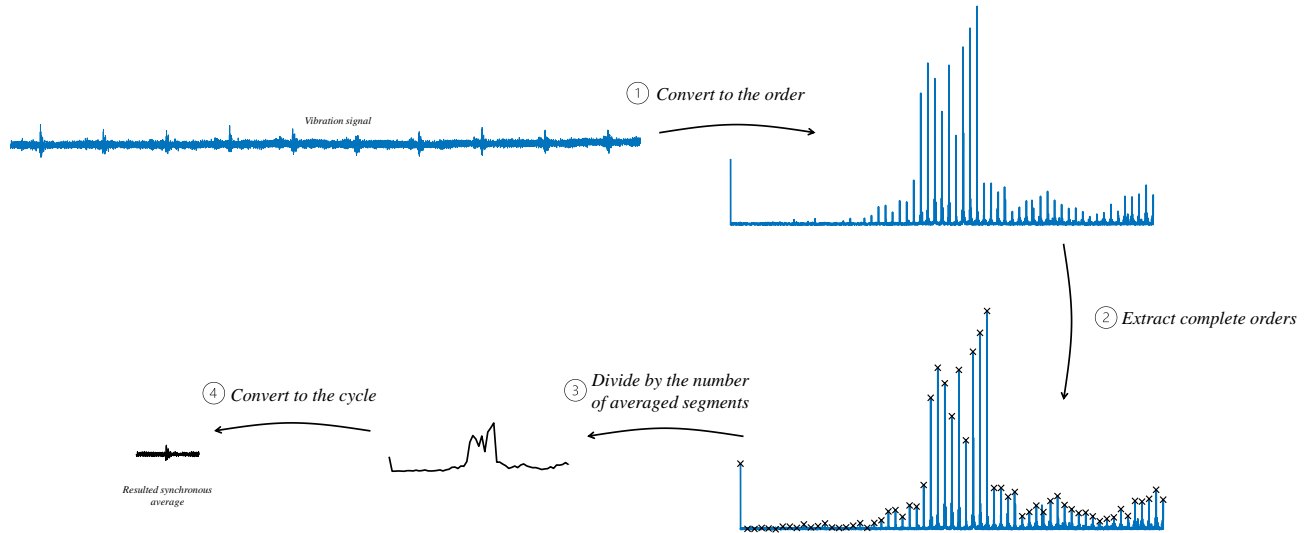 Vibration signal
1 Convert to the order
2 Extract complete orders
3 Divide by the number
of averaged segments
4 Convert to the cycle
Resulted synchronous
average